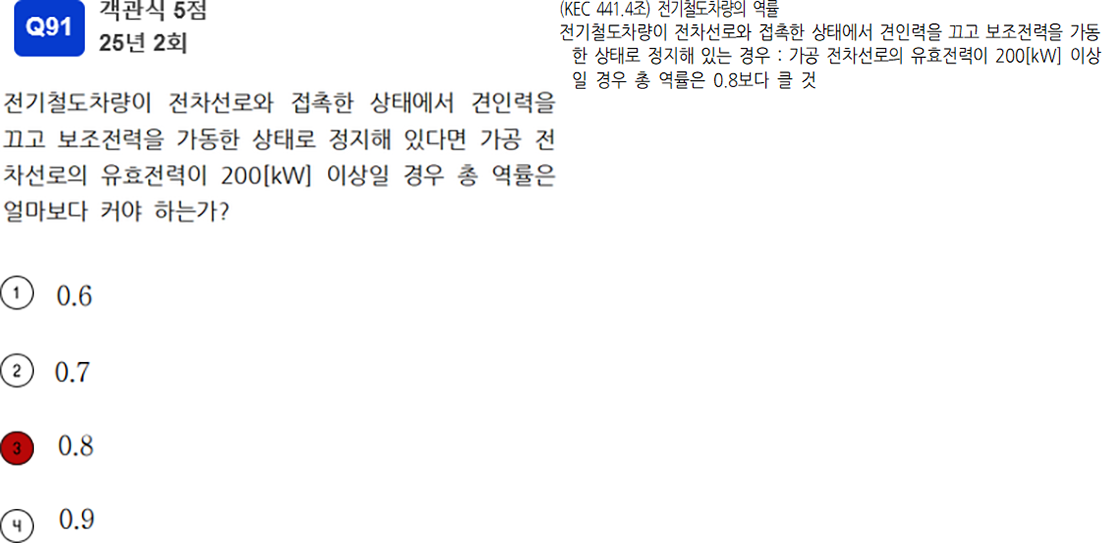 Q91
객관식 5점
25년 2회
전기철도차량이 전차선로와 접촉한 상태에서 견인력을
끄고 보조전력을 가동한 상태로 정지해 있다면 가공 전
차선로의 유효전력이 200[kW] 이상일 경우 총 역률은
얼마보다 커야 하는가?
1 0.6
2 0.7
3 0.8
4 0.9
(KEC 441.4조) 전기철도차량의 역률
전기철도차량이 전차선로와 접촉한 상태에서 견인력을 끄고 보조전력을 가동
한 상태로 정지해 있는 경우 : 가공 전차선로의 유효전력이 200[kW] 이상
일 경우 총 역률은 0.8보다 클 것